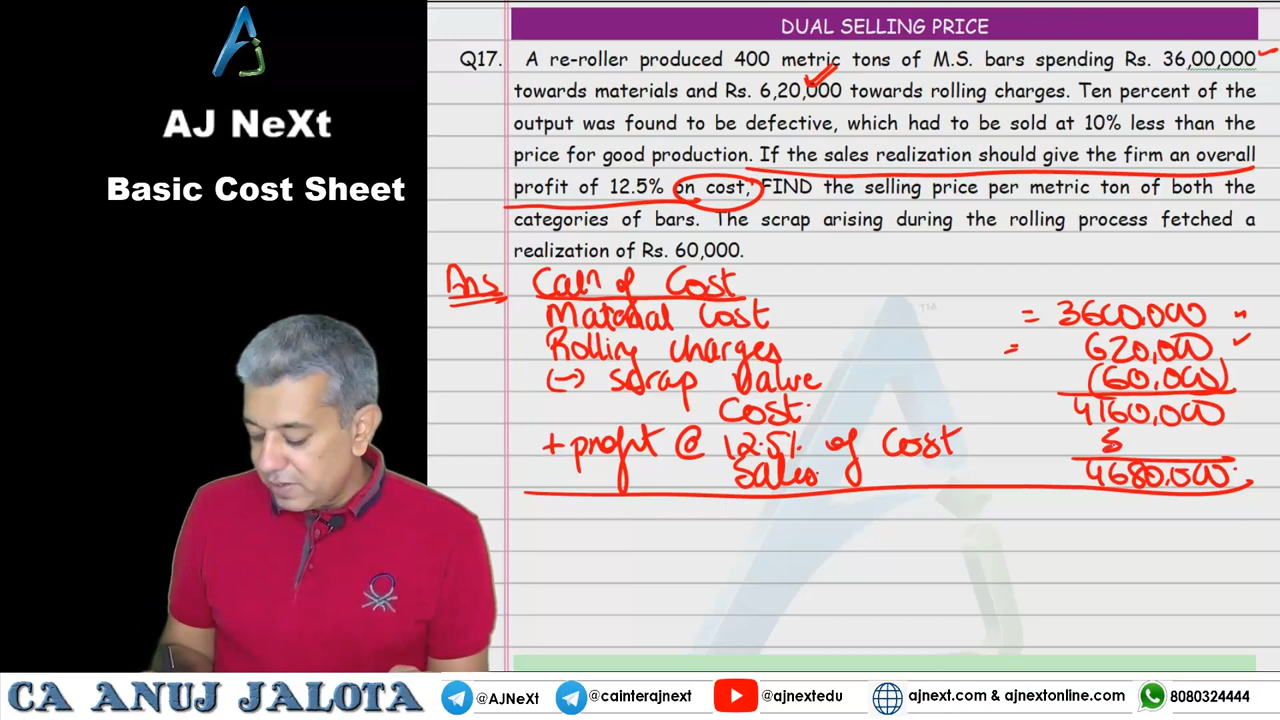 DUAL SELLING PRICE
Q17. A re-roller produced 400 metric tons of M.S. bars spending Rs. 36,00,000
towards materials and Rs. 6,20,000 towards rolling charges. Ten percent of the
output was found to be defective, which had to be sold at 10% less than the
price for good production. If the sales realization should give the firm an overall
profit of 12.5% on cost, FIND the selling price per metric ton of both the
categories of bars. The scrap arising during the rolling process fetched a
realization of Rs. 60,000.
AJ NeXt
Basic Cost Sheet
Ans Caln of Cost
Material Cost = 3600,000
Rolling charges = 620,000
(-) Scrap Value (60,000)
Cost 4160,000
+ profit @ 12.5% of Cost 5
Sales 4680,000
TM
CA ANUJ JALOTA @AJNeXt @cainterajnext @ajnextedu ajnext.com & ajnextonline.com 8080324444